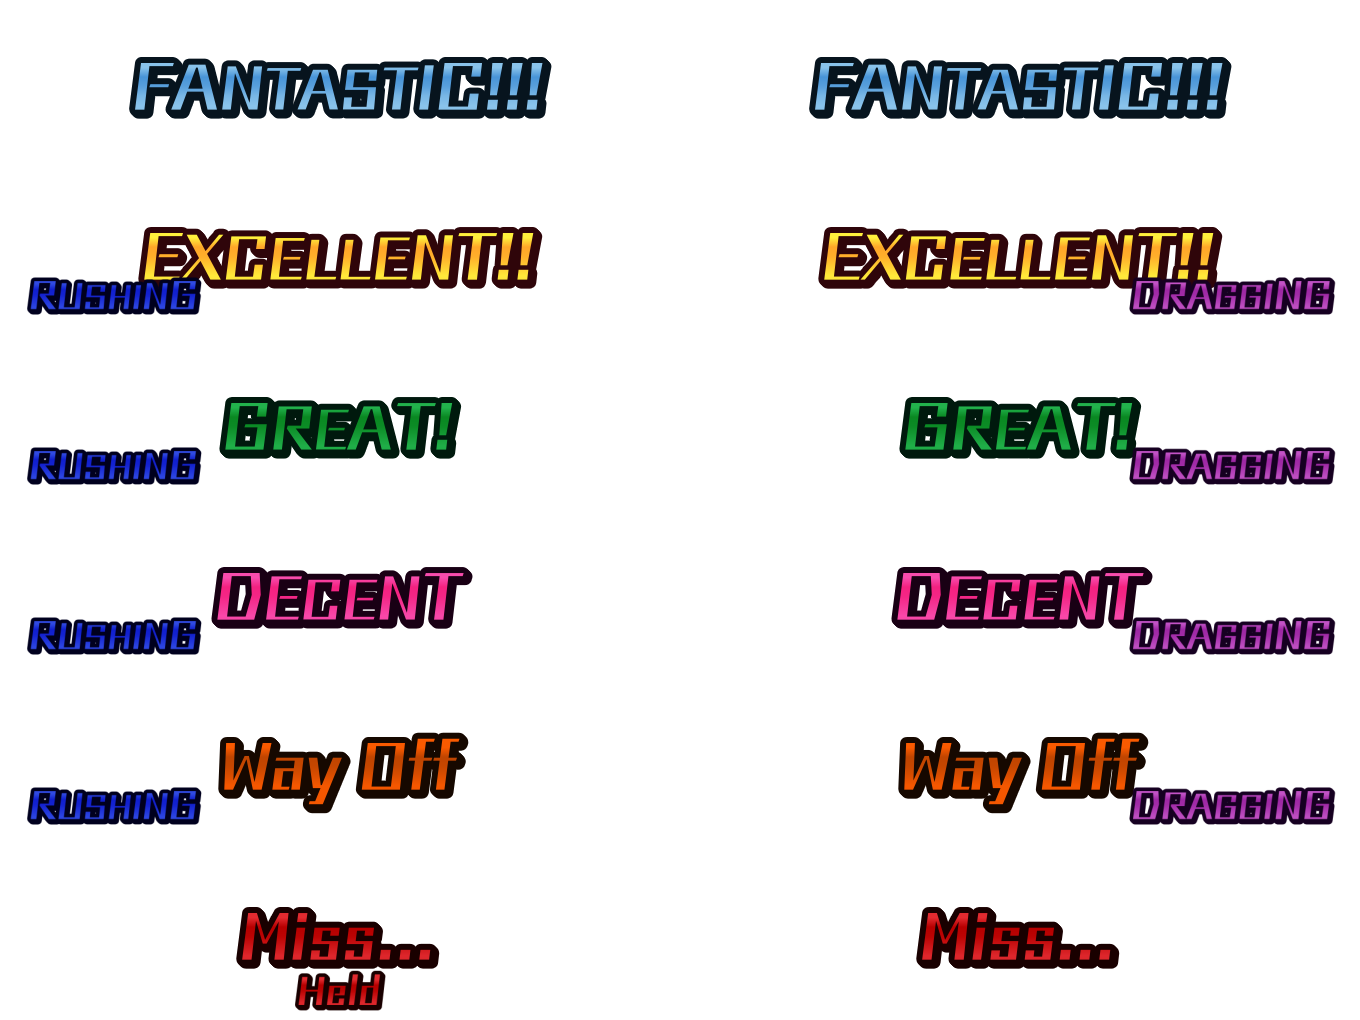 FANTASTIC!!! FANTASTIC!!!
EXCELLENT!! EXCELLENT!!
RUSHING DRAGGING
GREAT! GREAT!
RUSHING DRAGGING
DECENT DECENT
RUSHING DRAGGING
Way Off Way Off
RUSHING DRAGGING
Miss... Miss...
Held